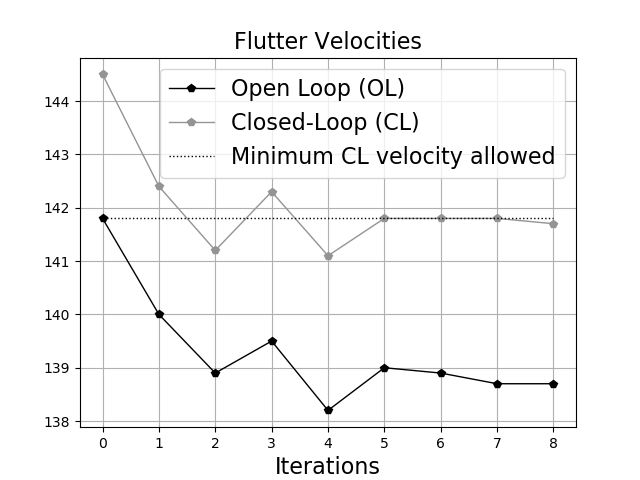 Flutter Velocities
Open Loop (OL)
Closed-Loop (CL)
Minimum CL velocity allowed
144
143
142
141
140
139
138
0 1 2 3 4 5 6 7 8
Iterations